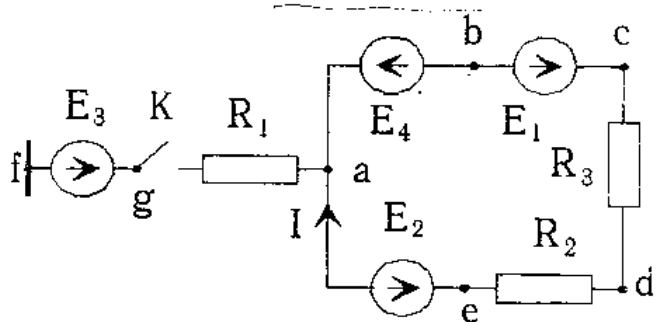 b c
E₃ K R₁ E₄ E₁
f g a R₃
I E₂ R₂
e d